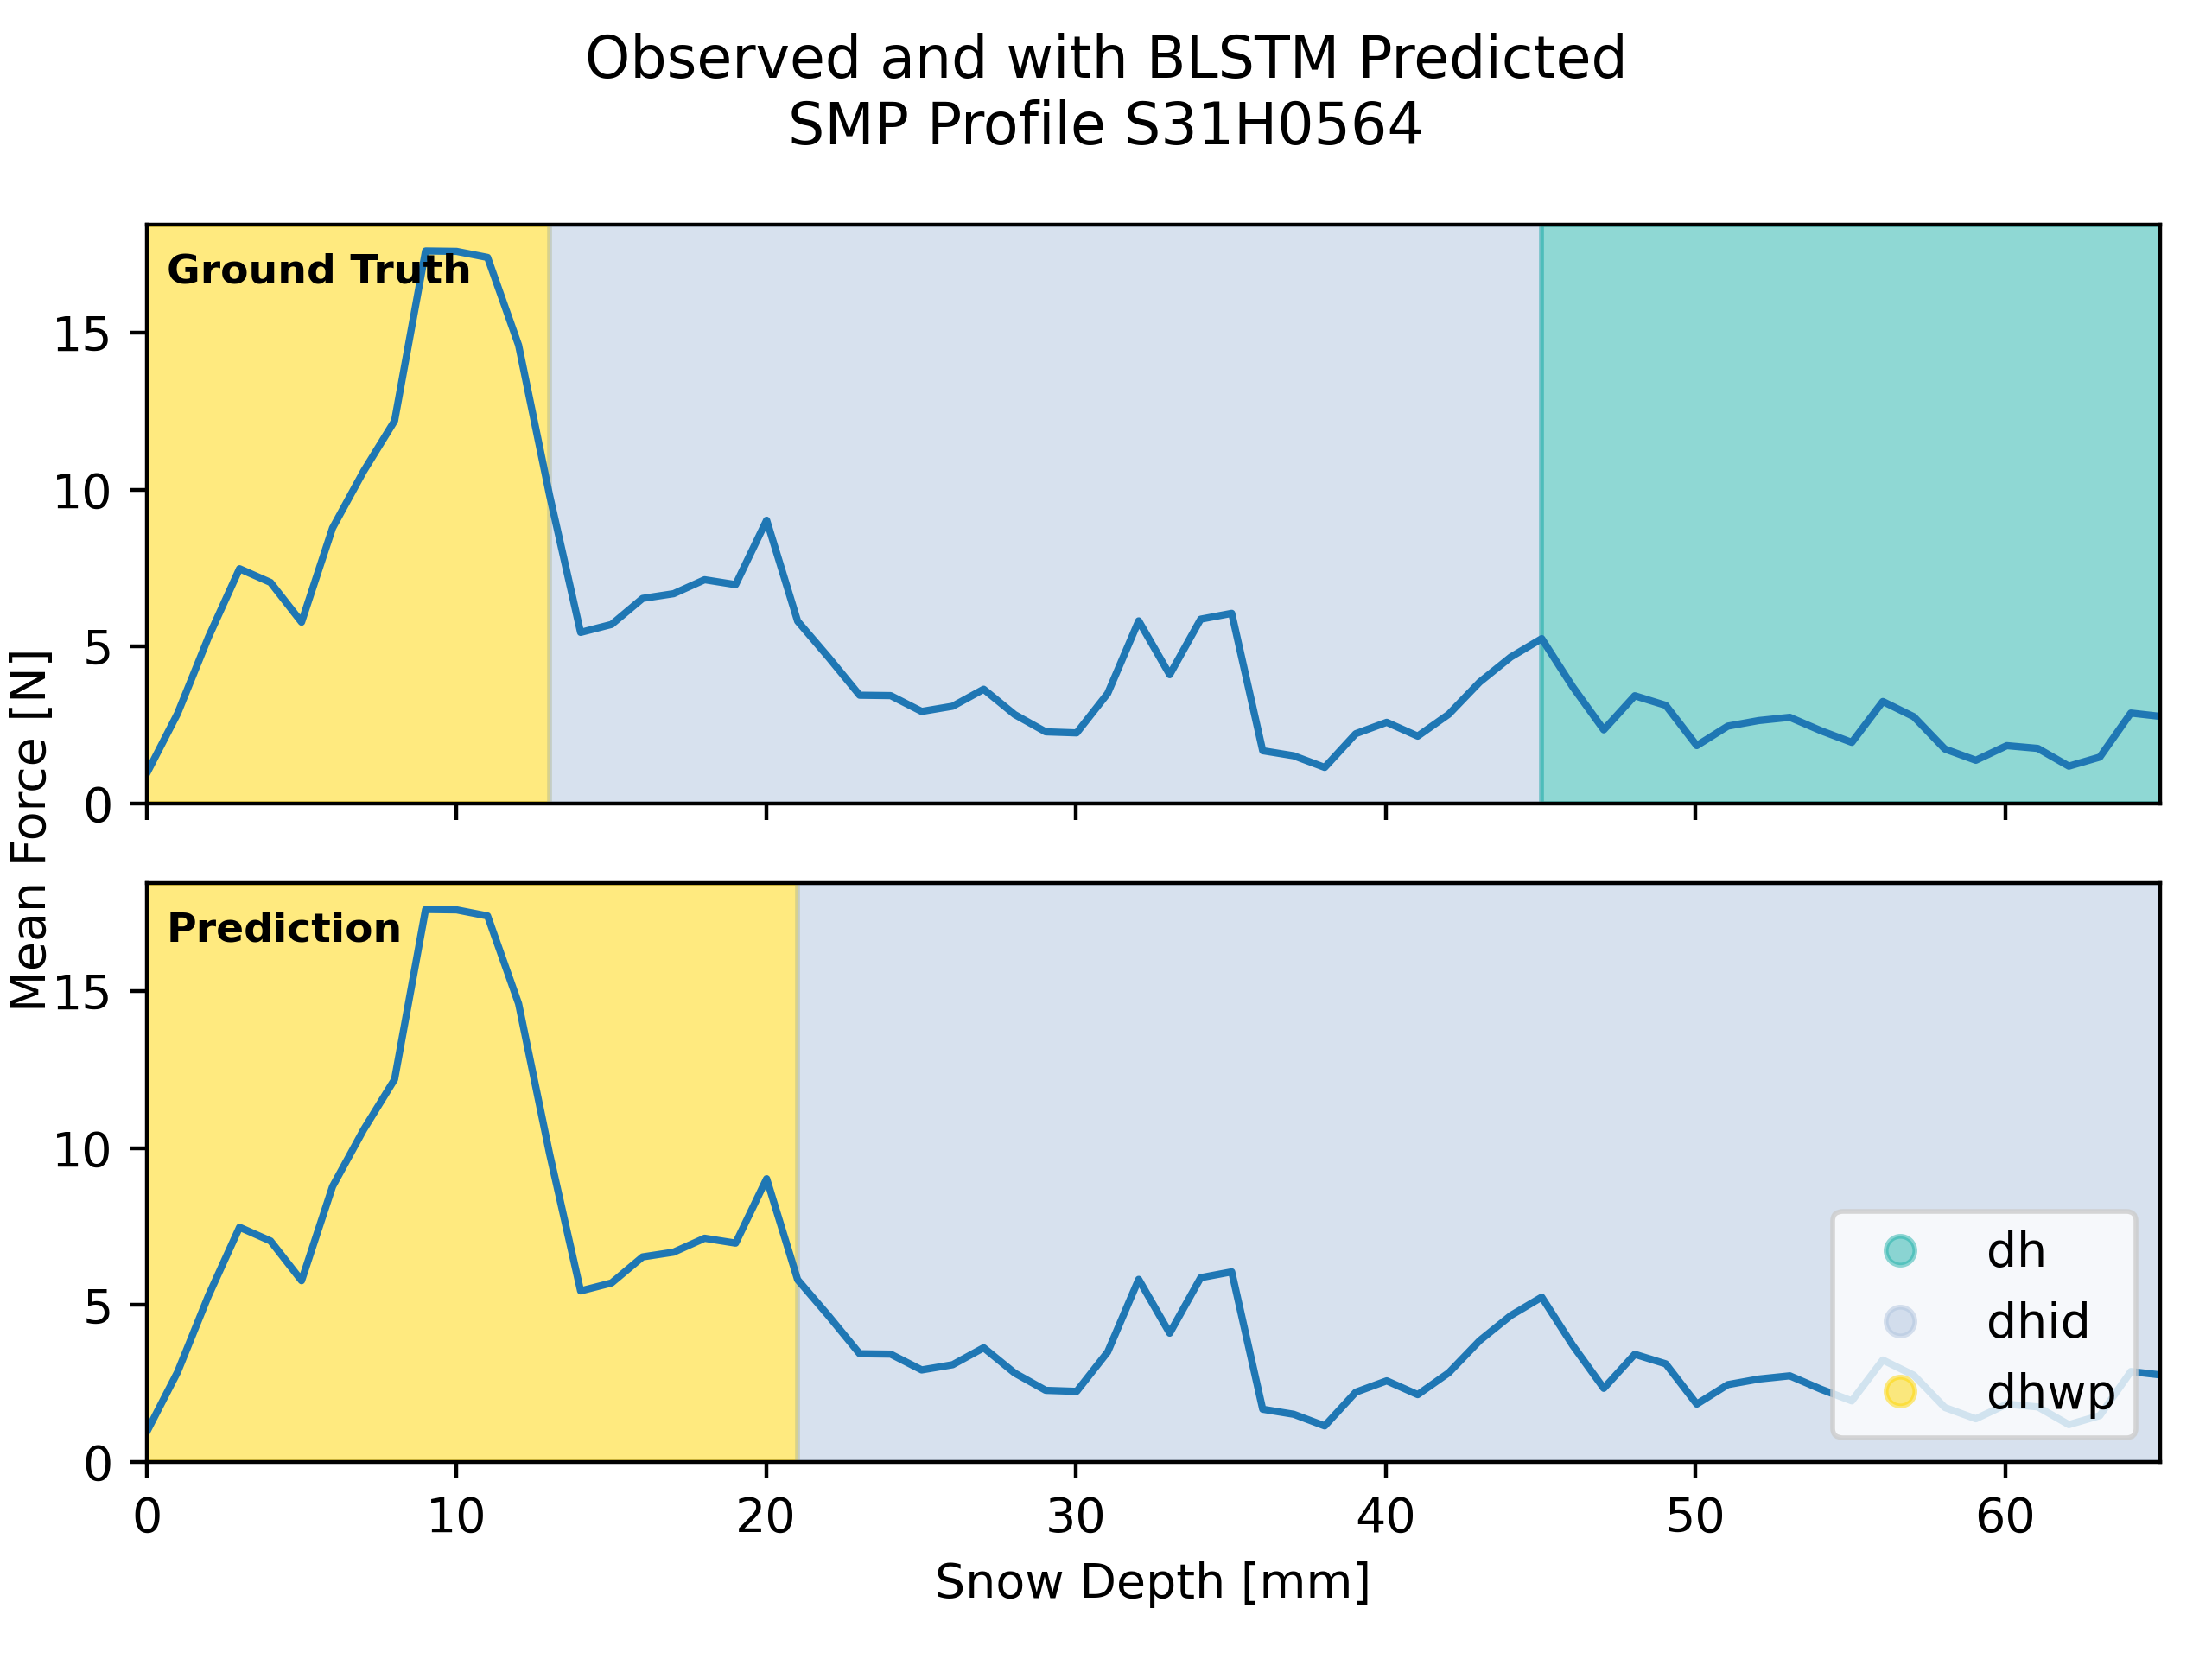 Observed and with BLSTM Predicted
SMP Profile S31H0564
Ground Truth
15
10
5
0
Mean Force [N]
Prediction
15
10
5
0
dh
dhid
dhwp
0 10 20 30 40 50 60
Snow Depth [mm]